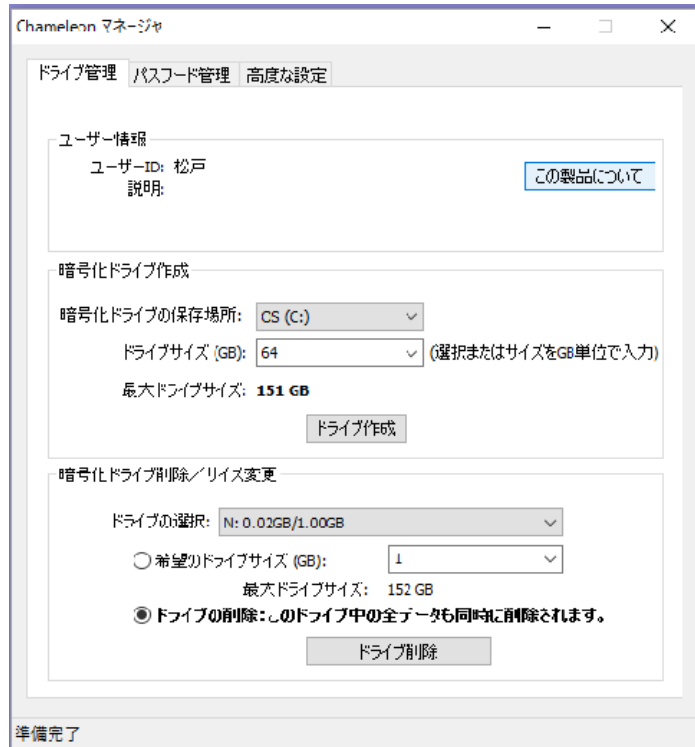 Chameleon マネージャ
ドライブ管理 パスワード管理 高度な設定
ユーザー情報
ユーザーID: 松戸
説明:
この製品について
暗号化ドライブ作成
暗号化ドライブの保存場所: OS (C:)
ドライブサイズ (GB): 64 (選択またはサイズをGB単位で入力)
最大ドライブサイズ: 151 GB
ドライブ作成
暗号化ドライブ削除/リサイズ変更
ドライブの選択: N: 0.02GB/1.00GB
希望のドライブサイズ (GB): 1
最大ドライブサイズ: 152 GB
ドライブの削除:このドライブ中の全データも同時に削除されます。
ドライブ削除
準備完了